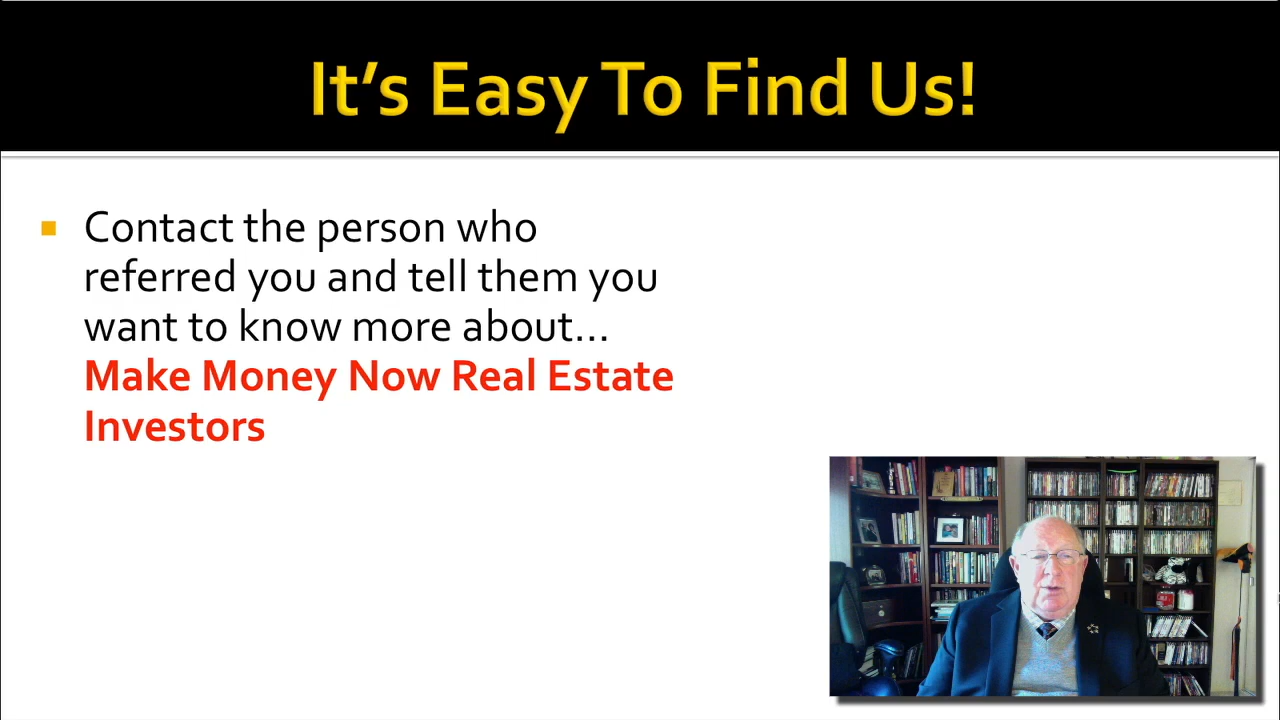 It’s Easy To Find Us!
Contact the person who
referred you and tell them you
want to know more about…
Make Money Now Real Estate
Investors